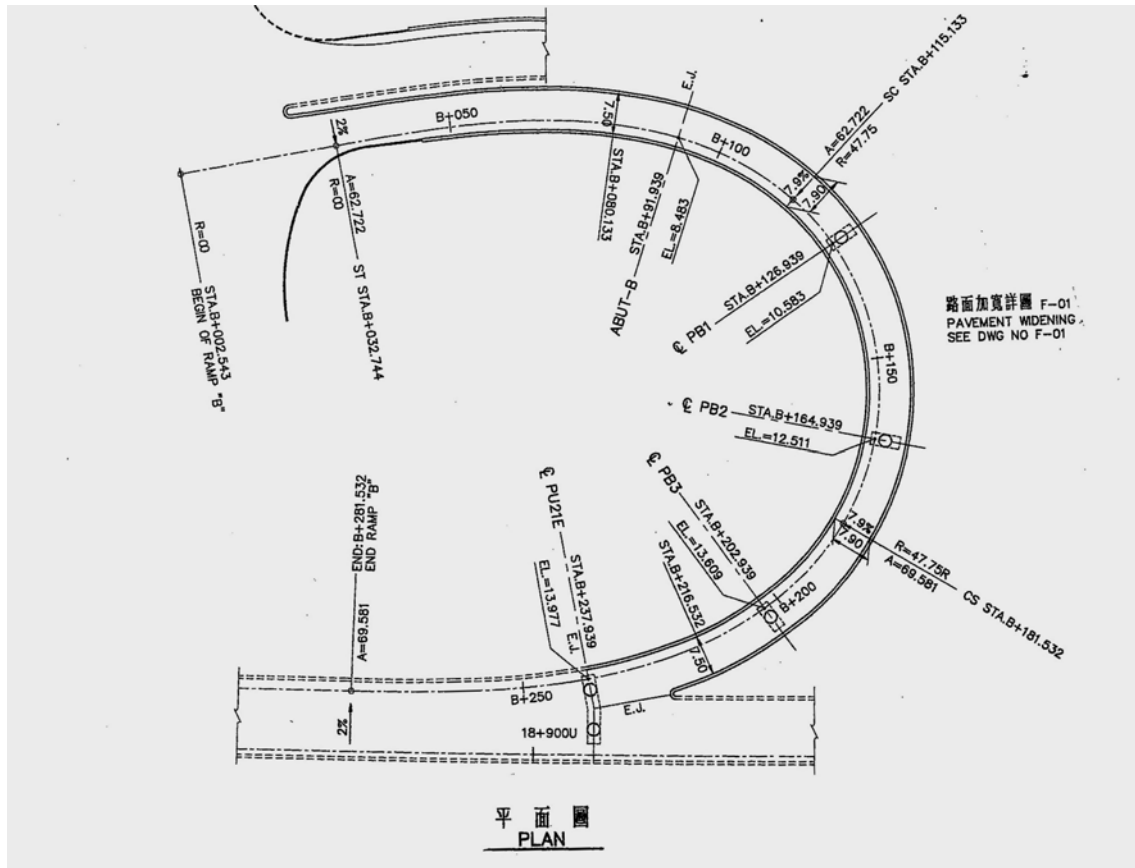 E.J.
SC STA.B+115.133
A=62.722
R=47.75
B+050
7.50
B+100
2%
7.9%
7.90
STA.B+080.133
STA.B+91.939
ABUT-B
EL.=8.483
A=62.722
R=∞
ST STA.B+032.744
R=∞
STA.B+002.543
BEGIN OF RAMP "B"
STA.B+126.939
℄ PB1
EL.=10.583
路面加寬詳圖 F-01
PAVEMENT WIDENING
SEE DWG NO F-01
B+150
℄ PB2
STA.B+164.939
EL.=12.511
℄ PB3
STA.B+202.939
EL.=13.609
℄ PU21E
STA.B+237.939
EL.=13.977
E.J.
STA.B+216.532
7.50
7.9%
7.90
R=47.75R
A=69.581
CS STA.B+181.532
B+200
END:B+281.532
END RAMP "B"
A=69.581
B+250
E.J.
2%
18+900U
平面圖
PLAN